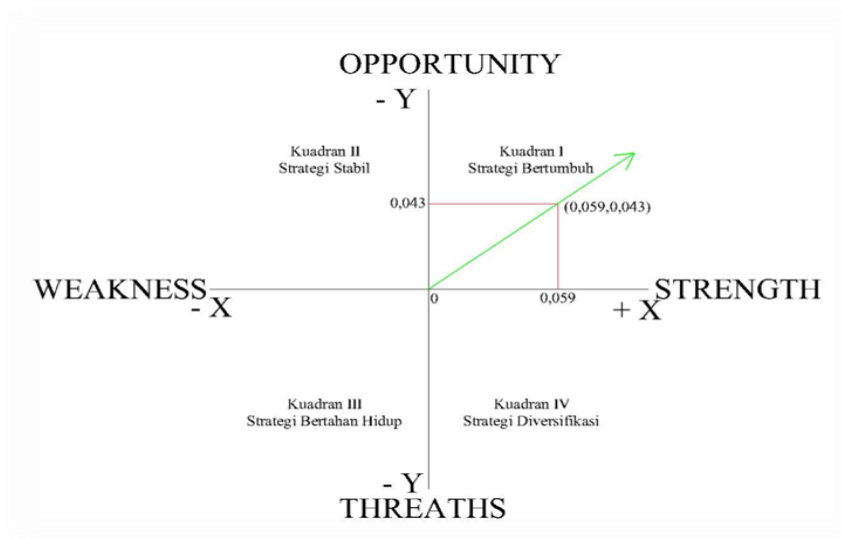 OPPORTUNITY
- Y
Kuadran II
Strategi Stabil
Kuadran I
Strategi Bertumbuh
0,043
(0,059,0,043)
WEAKNESS
- X
0
0,059
STRENGTH
+ X
Kuadran III
Strategi Bertahan Hidup
Kuadran IV
Strategi Diversifikasi
- Y
THREATHS